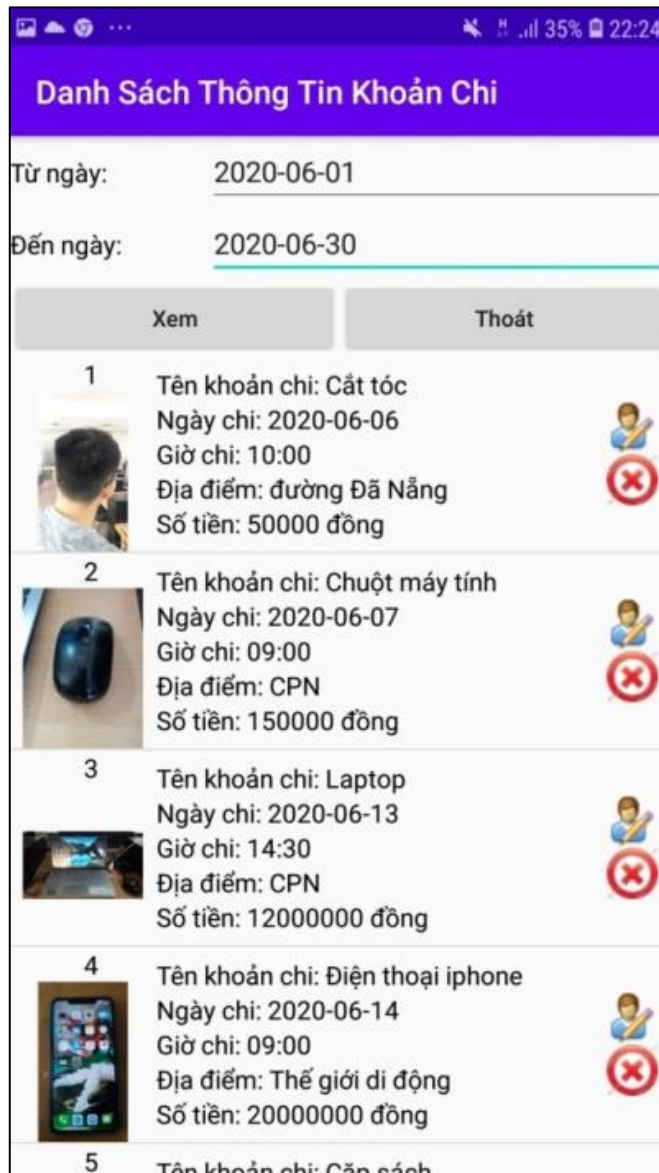 35% 22:24
Danh Sách Thông Tin Khoản Chi
Từ ngày: 2020-06-01
Đến ngày: 2020-06-30
Xem Thoát
1
Tên khoản chi: Cắt tóc
Ngày chi: 2020-06-06
Giờ chi: 10:00
Địa điểm: đường Đã Nẵng
Số tiền: 50000 đồng
2
Tên khoản chi: Chuột máy tính
Ngày chi: 2020-06-07
Giờ chi: 09:00
Địa điểm: CPN
Số tiền: 150000 đồng
3
Tên khoản chi: Laptop
Ngày chi: 2020-06-13
Giờ chi: 14:30
Địa điểm: CPN
Số tiền: 12000000 đồng
4
Tên khoản chi: Điện thoại iphone
Ngày chi: 2020-06-14
Giờ chi: 09:00
Địa điểm: Thế giới di động
Số tiền: 20000000 đồng
5
Tên khoản chi: Cặp sách